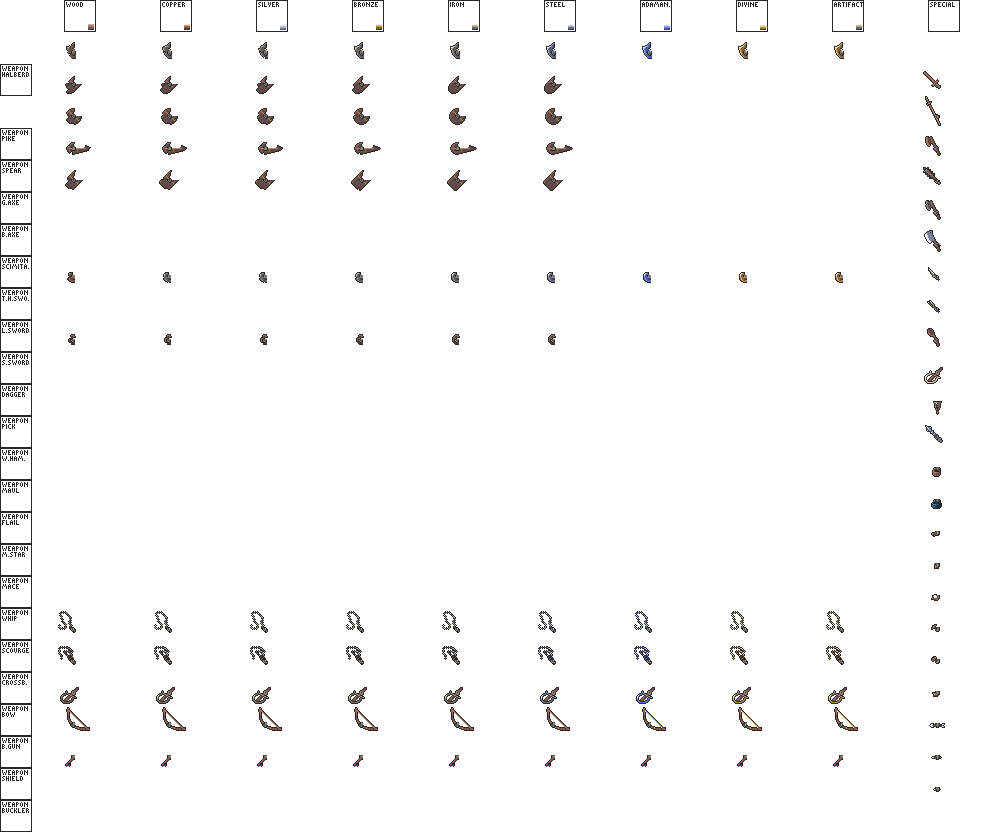 WOOD COPPER SILVER BRONZE IRON STEEL ADAMAN. DIVINE ARTIFACT SPECIAL
WEAPON
HALBERD
WEAPON
PIKE
WEAPON
SPEAR
WEAPON
G.AXE
WEAPON
B.AXE
WEAPON
SCIMITA.
WEAPON
T.H.SWO.
WEAPON
L.SWORD
WEAPON
S.SWORD
WEAPON
DAGGER
WEAPON
PICK
WEAPON
W.HAM.
WEAPON
MAUL
WEAPON
FLAIL
WEAPON
M.STAR
WEAPON
MACE
WEAPON
WHIP
WEAPON
SCOURGE
WEAPON
CROSSB.
WEAPON
BOW
WEAPON
B.GUN
WEAPON
SHIELD
WEAPON
BUCKLER